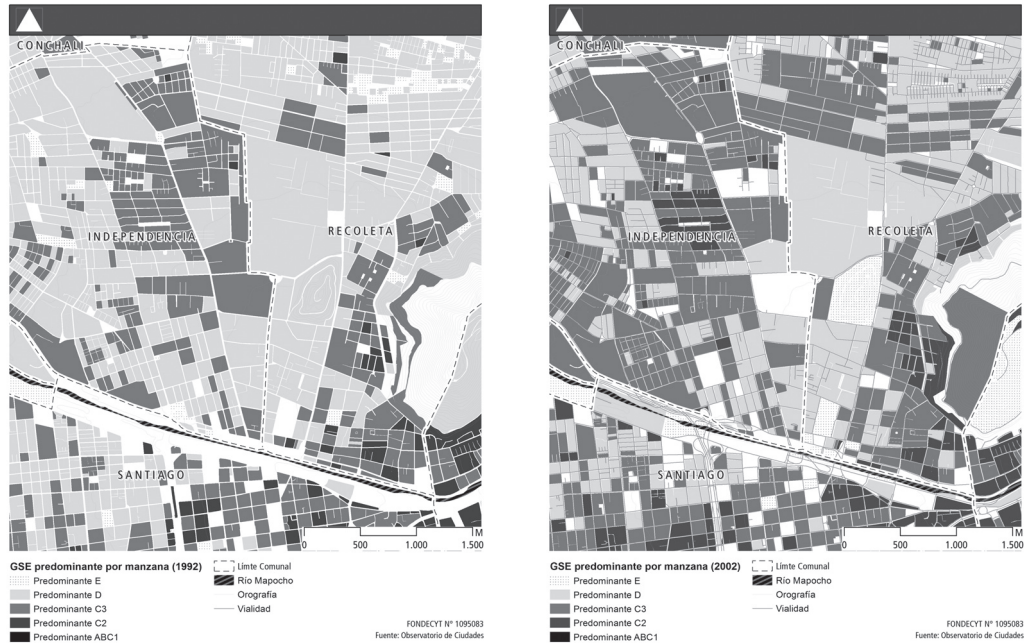 CONCHALÍ
INDEPENDENCIA
RECOLETA
SANTIAGO
M
0 500 1.000 1.500
GSE predominante por manzana (1992)
Predominante E
Predominante D
Predominante C3
Predominante C2
Predominante ABC1
Límte Comunal
Río Mapocho
Orografía
Vialidad
FONDECYT N° 1095083
Fuente: Observatorio de Ciudades
CONCHALÍ
INDEPENDENCIA
RECOLETA
SANTIAGO
M
0 500 1.000 1.500
GSE predominante por manzana (2002)
Predominante E
Predominante D
Predominante C3
Predominante C2
Predominante ABC1
Límte Comunal
Río Mapocho
Orografía
Vialidad
FONDECYT N° 1095083
Fuente: Observatorio de Ciudades